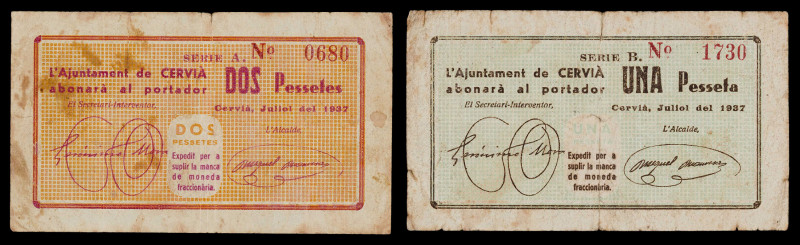 SERIE A. Nº 0680
L'Ajuntament de CERVIÀ
abonarà al portador DOS Pessetes
El Secretari-Interventor,
Cervià, Juliol del 1937
DOS
PESSETES
L'Alcalde,
Expedit per a
suplir la manca
de moneda
fraccionària.
SERIE B. Nº 1730
L'Ajuntament de CERVIÀ
abonarà al portador UNA Pesseta
El Secretari-Interventor,
Cervià, Juliol del 1937
UNA
L'Alcalde,
Expedit per a
suplir la manca
de moneda
fraccionària.